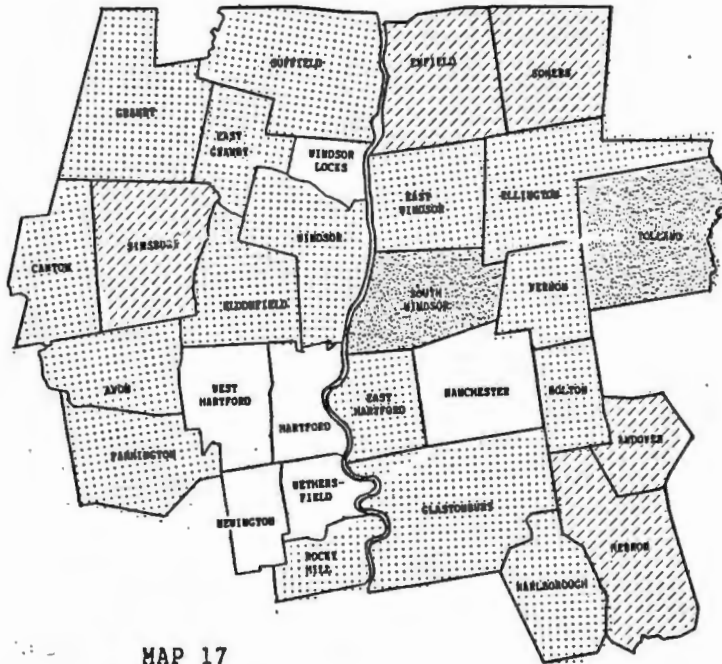 SUFFIELD
ENFIELD
SOMERS
GRANBY
EAST
GRANBY
WINDSOR
LOCKS
EAST
WINDSOR
ELLINGTON
TOLLAND
SIMSBURY
WINDSOR
CANTON
BLOOMFIELD
SOUTH
WINDSOR
VERNON
AVON
WEST
HARTFORD
HARTFORD
EAST
HARTFORD
MANCHESTER
BOLTON
ANDOVER
FARMINGTON
WETHERS-
FIELD
NEWINGTON
GLASTONBURY
HEBRON
ROCKY
HILL
MARLBOROUGH
MAP 17